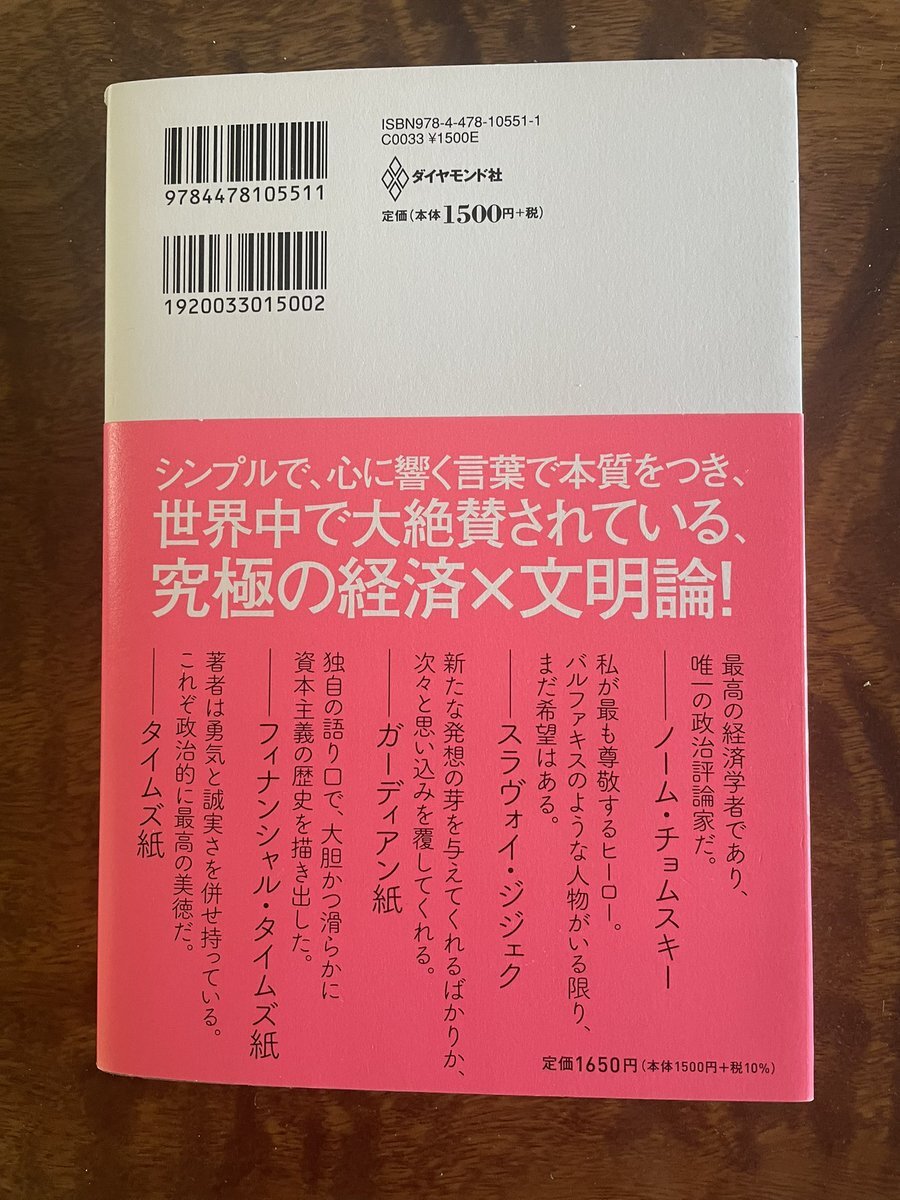 ISBN978-4-478-10551-1
C0033 ¥1500E
ダイヤモンド社
定価（本体1500円+税）
9784478105511
1920033015002
シンプルで、心に響く言葉で本質をつき、
世界中で大絶賛されている、
究極の経済×文明論！
最高の経済学者であり、
唯一の政治評論家だ。
——ノーム・チョムスキー
私が最も尊敬するヒーロー。
バルファキスのような人物がいる限り、
まだ希望はある。
——スラヴォイ・ジジェク
新たな発想の芽を与えてくれるばかりか、
次々と思い込みを覆してくれる。
——ガーディアン紙
独自の語り口で、大胆かつ滑らかに
資本主義の歴史を描き出した。
——フィナンシャル・タイムズ紙
著者は勇気と誠実さを併せ持っている。
これぞ政治的に最高の美徳だ。
——タイムズ紙
定価1650円（本体1500円+税10%）